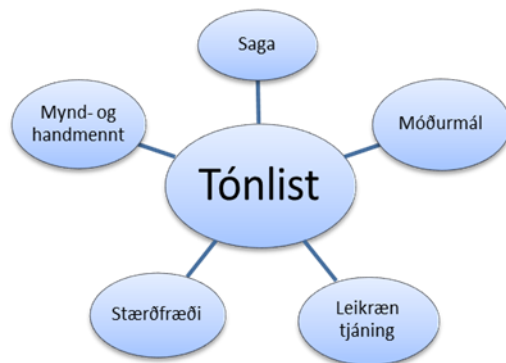 Saga
Mynd- og
handmennt
Móðurmál
Tónlist
Stærðfræði
Leikræn
tjáning